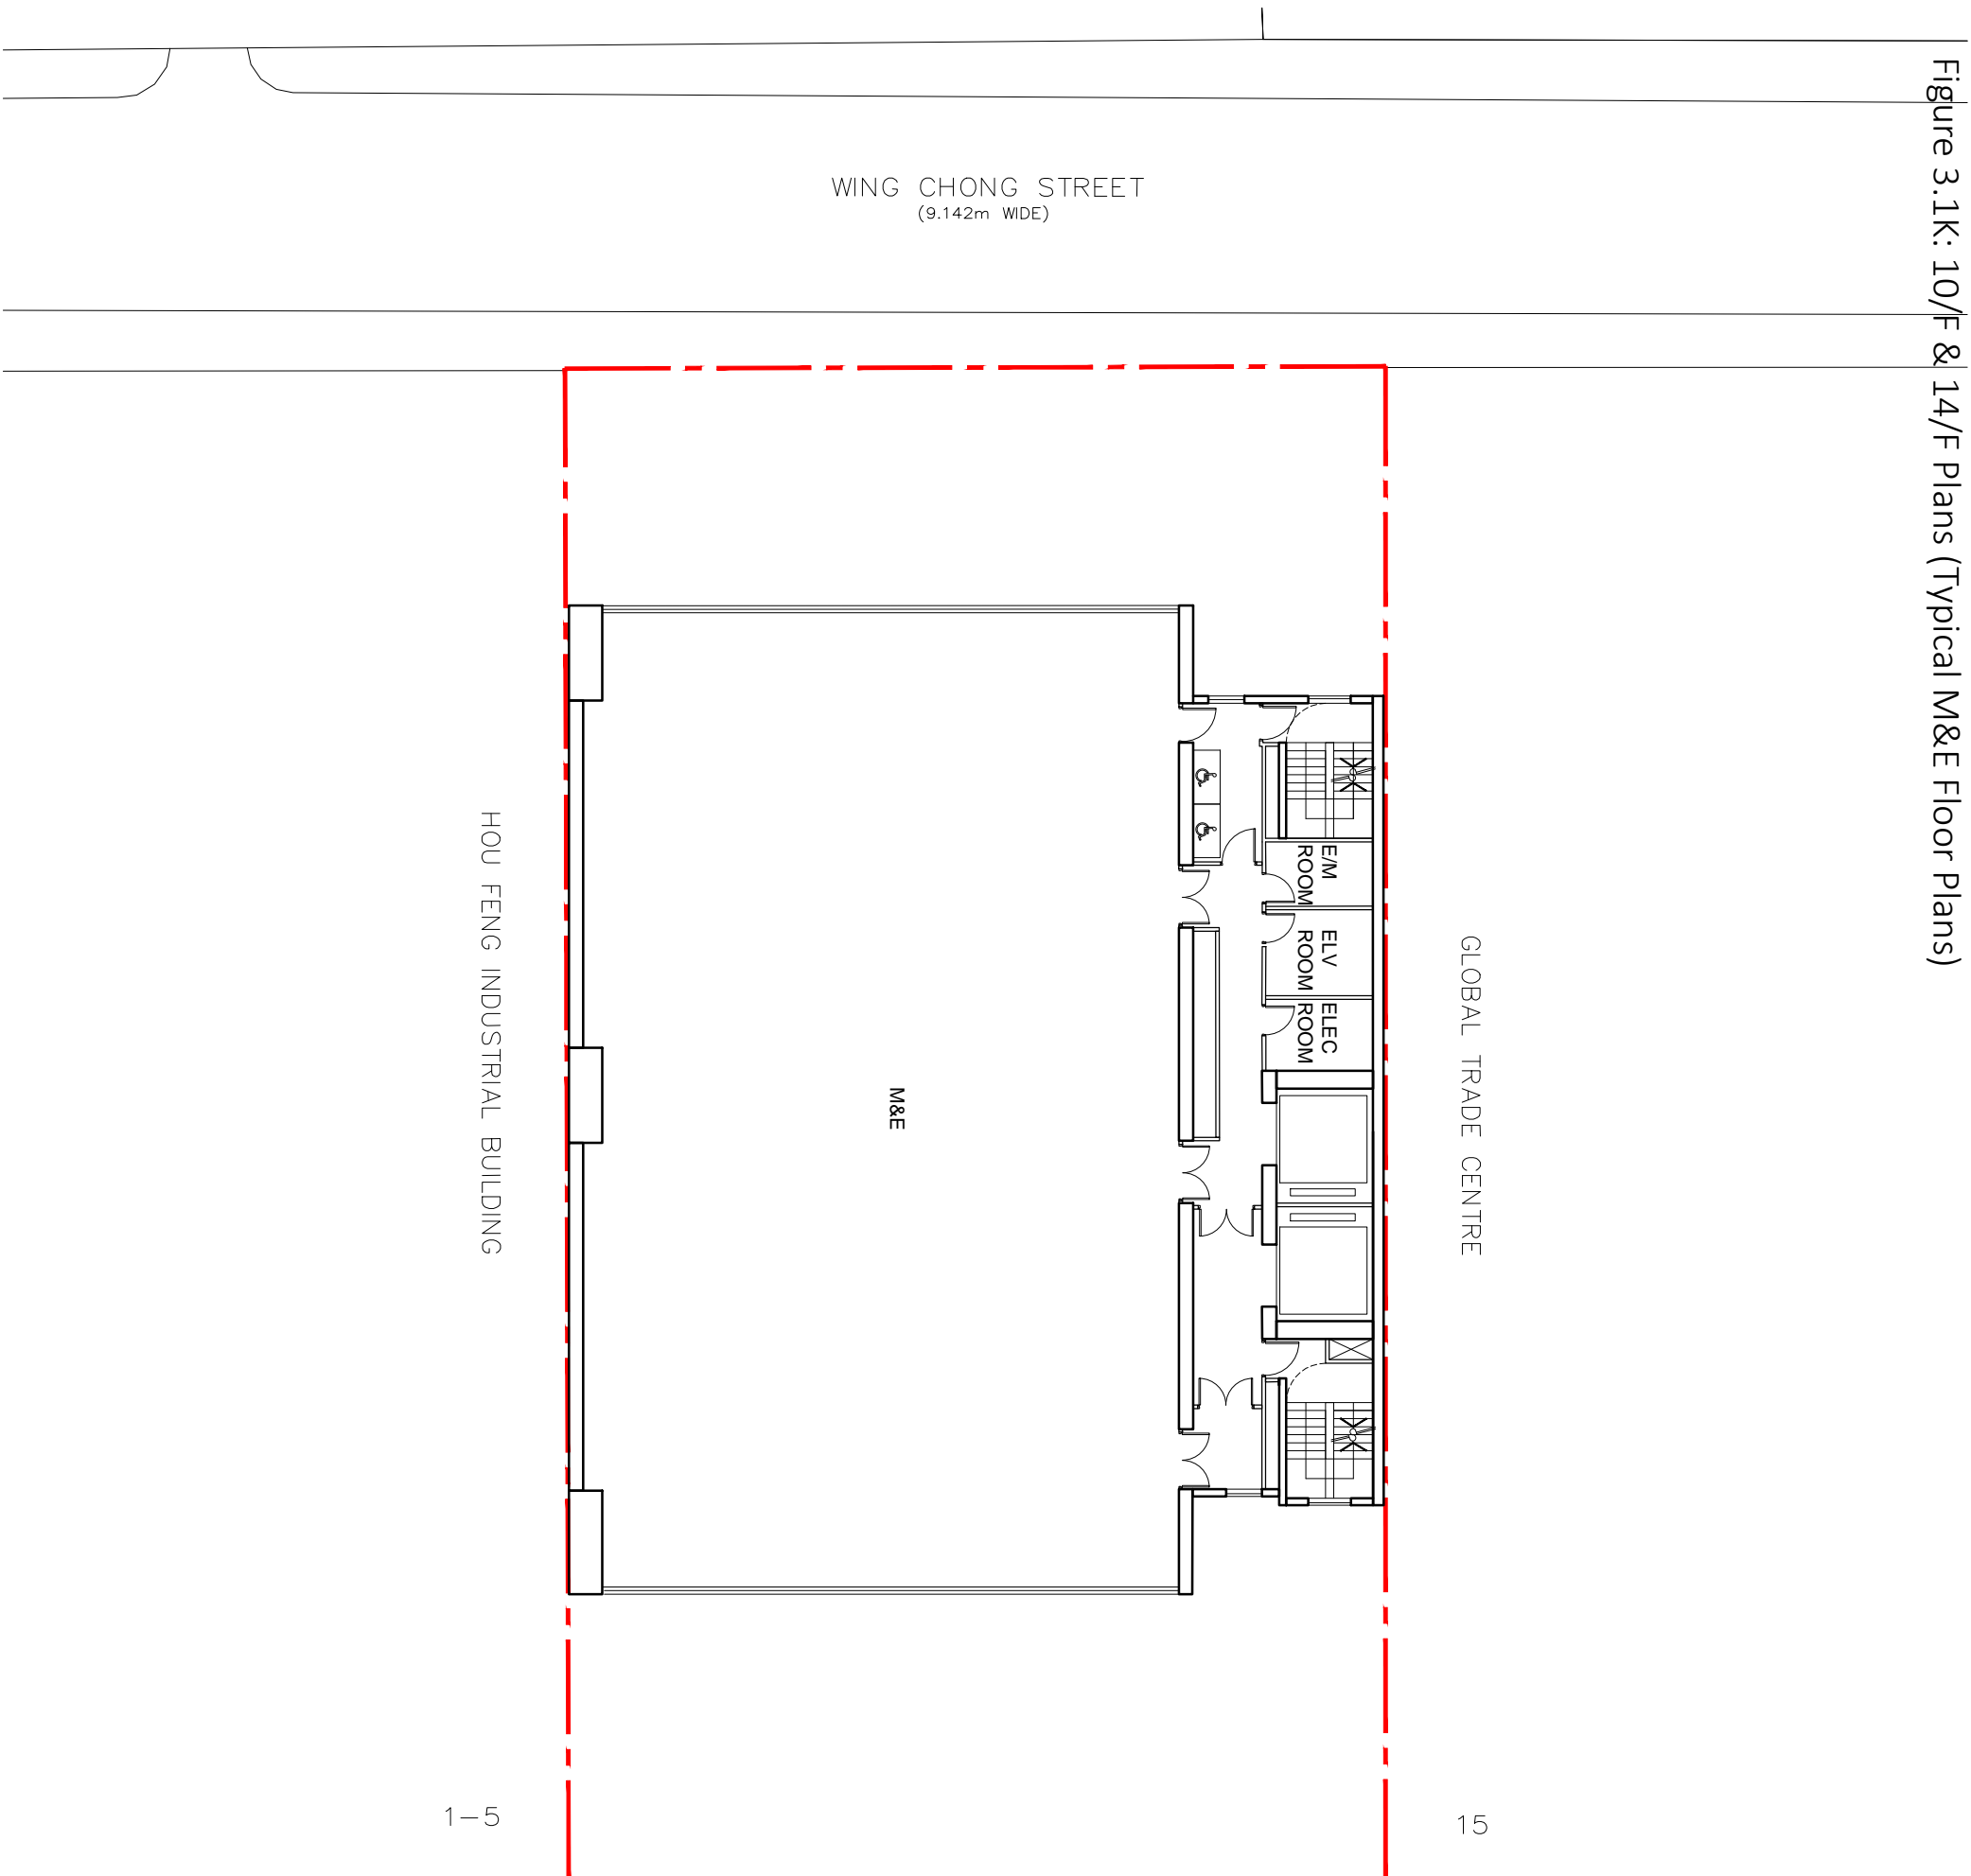 Figure 3.1K: 10/F & 14/F Plans (Typical M&E Floor Plans)
WING CHONG STREET
(9.142m WIDE)
HOU FENG INDUSTRIAL BUILDING
M&E
E/M
ROOM
ELV
ROOM
ELEC
ROOM
GLOBAL TRADE CENTRE
1-5
15